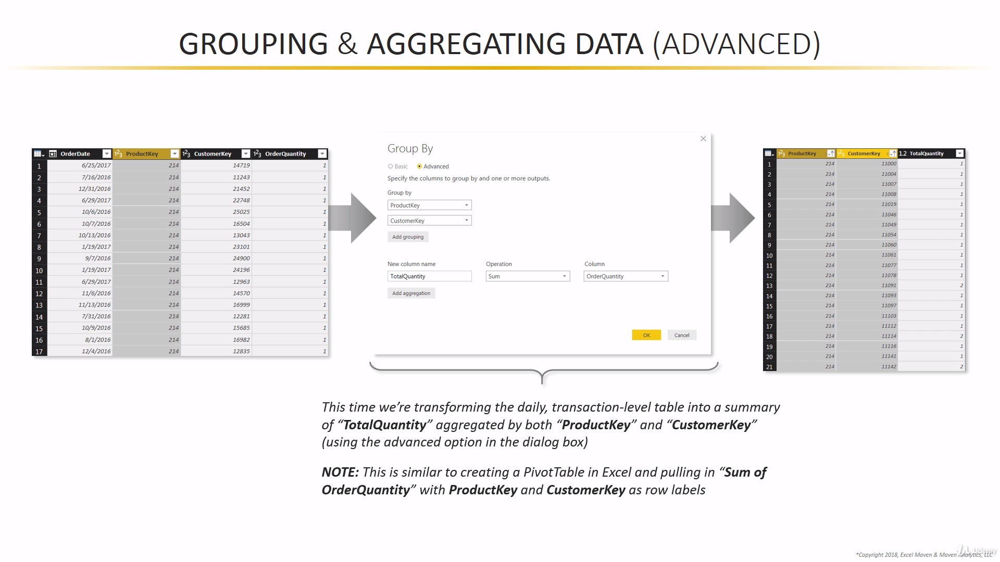 GROUPING & AGGREGATING DATA (ADVANCED)
OrderDate 1²3 ProductKey 1²3 CustomerKey 1²3 OrderQuantity
1 6/25/2017 214 14719 1
2 7/16/2016 214 11243 1
3 12/31/2016 214 21452 1
4 6/29/2017 214 22748 1
5 10/6/2016 214 25025 1
6 10/7/2016 214 16504 1
7 10/13/2016 214 13043 1
8 1/19/2017 214 23101 1
9 9/7/2016 214 24900 1
10 1/19/2017 214 24196 1
11 6/29/2017 214 12963 1
12 11/6/2016 214 14570 1
13 11/13/2016 214 16999 1
14 7/31/2016 214 12281 1
15 10/9/2016 214 15685 1
16 8/1/2016 214 16982 1
17 12/4/2016 214 12835 1
Group By
Basic Advanced
Specify the columns to group by and one or more outputs.
Group by
ProductKey
CustomerKey
Add grouping
New column name Operation Column
TotalQuantity Sum OrderQuantity
Add aggregation
OK Cancel
1²3 ProductKey 1²3 CustomerKey 1.2 TotalQuantity
1 214 11000 1
2 214 11004 1
3 214 11007 1
4 214 11008 1
5 214 11019 1
6 214 11046 1
7 214 11049 1
8 214 11054 1
9 214 11060 1
10 214 11061 1
11 214 11077 1
12 214 11078 1
13 214 11091 2
14 214 11093 1
15 214 11097 1
16 214 11103 1
17 214 11112 1
18 214 11114 2
19 214 11116 1
20 214 11141 1
21 214 11142 2
This time we’re transforming the daily, transaction-level table into a summary
of “TotalQuantity” aggregated by both “ProductKey” and “CustomerKey”
(using the advanced option in the dialog box)
NOTE: This is similar to creating a PivotTable in Excel and pulling in “Sum of
OrderQuantity” with ProductKey and CustomerKey as row labels
*Copyright 2018, Excel Maven & Maven Analytics, LLC
Udemy